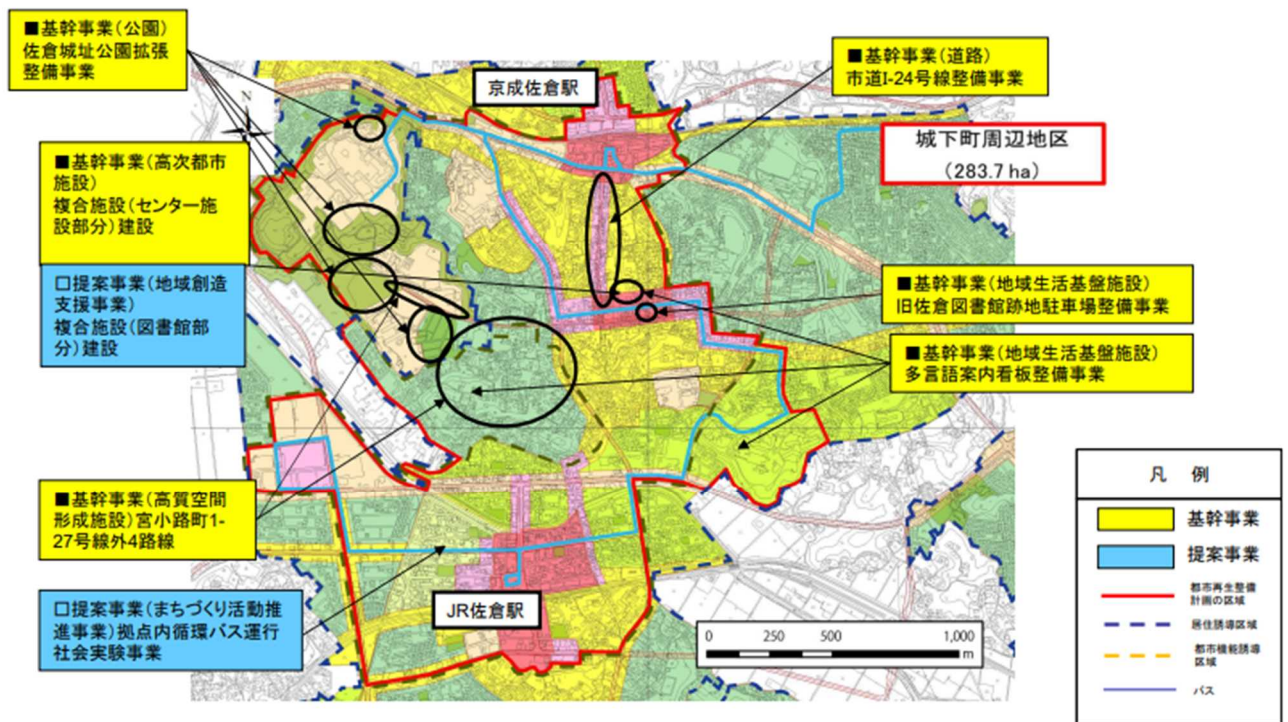 ■基幹事業(公園)
佐倉城址公園拡張
整備事業
京成佐倉駅
■基幹事業(道路)
市道I-24号線整備事業
城下町周辺地区
(283.7 ha)
■基幹事業(高次都市
施設)
複合施設(センター施
設部分)建設
□提案事業(地域創造
支援事業)
複合施設(図書館部
分)建設
■基幹事業(地域生活基盤施設)
旧佐倉図書館跡地駐車場整備事業
■基幹事業(地域生活基盤施設)
多言語案内看板整備事業
■基幹事業(高質空間
形成施設)宮小路町1-
27号線外4路線
□提案事業(まちづくり活動推
進事業)拠点内循環バス運行
社会実験事業
JR佐倉駅
0 250 500 1,000
m
凡 例
基幹事業
提案事業
都市再生整備
計画の区域
居住誘導区域
都市機能誘導
区域
バス